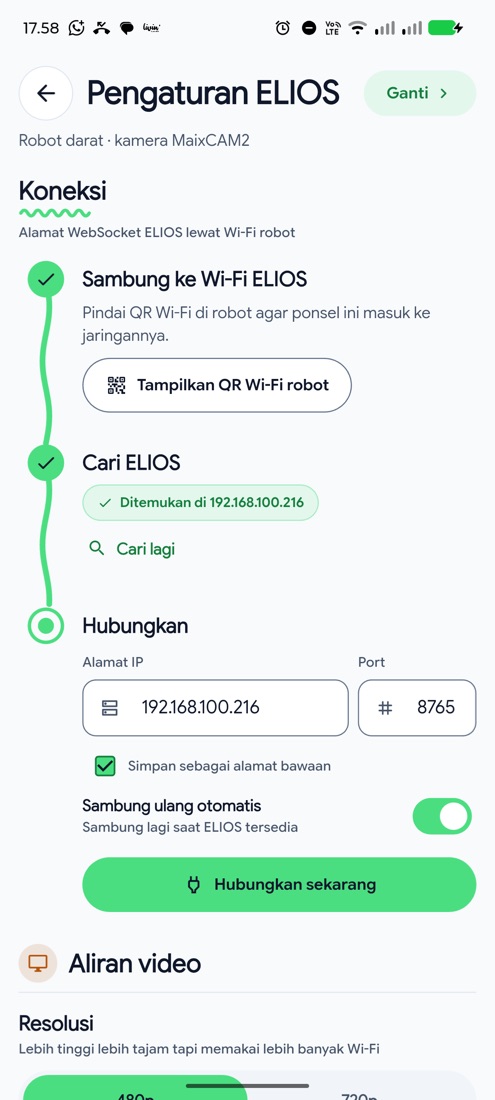 17.58
Vo))
LTE
Pengaturan ELIOS
Ganti
Robot darat · kamera MaixCAM2
Koneksi
Alamat WebSocket ELIOS lewat Wi-Fi robot
Sambung ke Wi-Fi ELIOS
Pindai QR Wi-Fi di robot agar ponsel ini masuk ke
jaringannya.
Tampilkan QR Wi-Fi robot
Cari ELIOS
Ditemukan di 192.168.100.216
Cari lagi
Hubungkan
Alamat IP
Port
192.168.100.216
# 8765
Simpan sebagai alamat bawaan
Sambung ulang otomatis
Sambung lagi saat ELIOS tersedia
Hubungkan sekarang
Aliran video
Resolusi
Lebih tinggi lebih tajam tapi memakai lebih banyak Wi-Fi
480p
720p